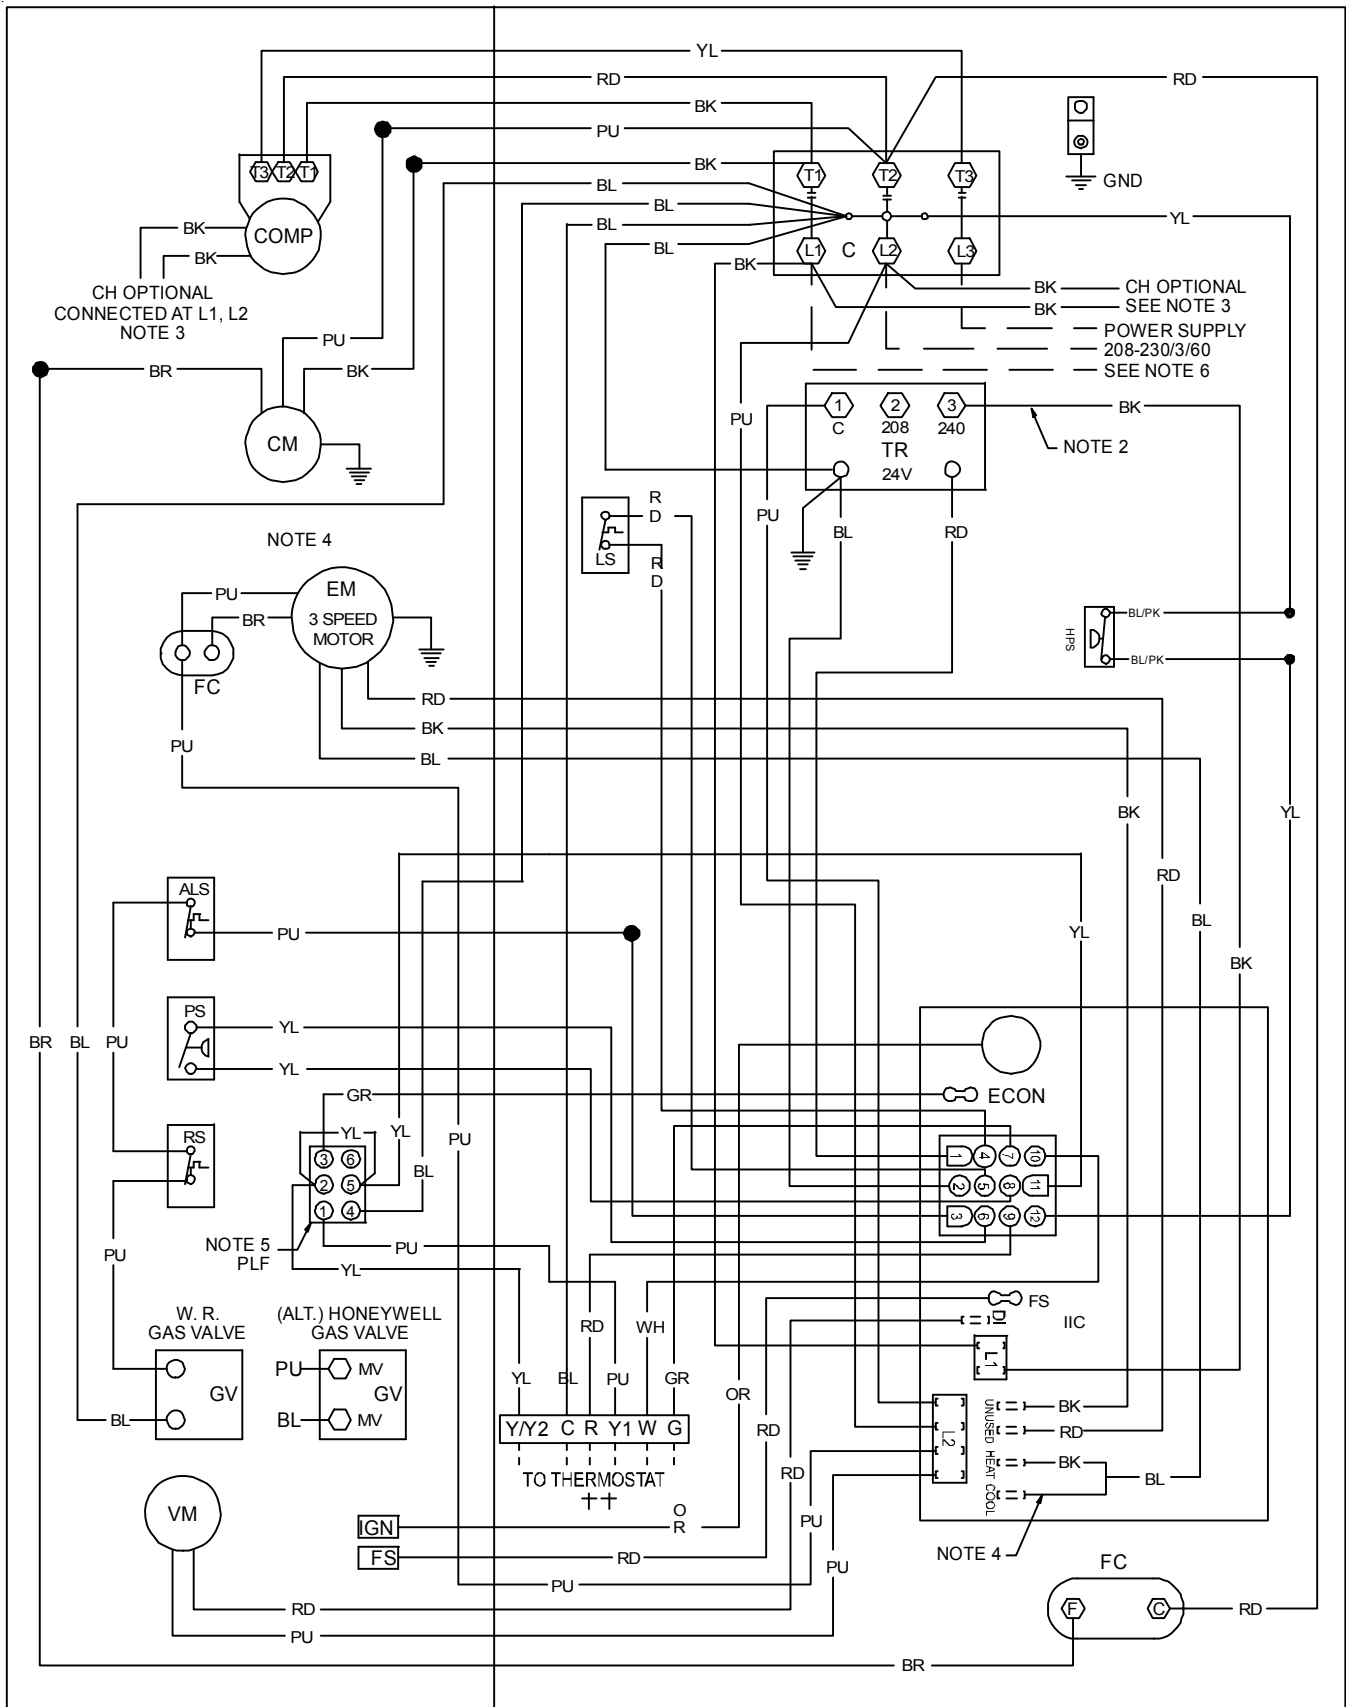 YL
RD
RD
BK
PU
BK
T3 T2 T1
T1 T2 T3
GND
BL
BL
BL
YL
BK
COMP
BL
BK
L1 C L2 L3
BK
CH OPTIONAL
CONNECTED AT L1, L2
NOTE 3
BK CH OPTIONAL
BK SEE NOTE 3
POWER SUPPLY
208-230/3/60
SEE NOTE 6
PU
BR
BK
1 2 3
C 208 240
TR
24V
BK
NOTE 2
PU
CM
R
D
LS
R
D
PU
BL
RD
NOTE 4
EM
3 SPEED
MOTOR
PU
BR
FC
HPS
BL/PK
BL/PK
RD
BK
BL
PU
BK
YL
RD
BL
ALS
PU
YL
BK
PS
YL
YL
BR
BL
PU
ECON
GR
RS
YL
YL
PU
BL
3 6
2 5
1 4
1 4 7 10
2 5 8 11
3 6 9 12
NOTE 5
PLF
PU
YL
PU
FS
DI
IIC
W. R.
GAS VALVE
(ALT.) HONEYWELL
GAS VALVE
RD
WH
L1
PU MV
GV
GV
BL MV
BL
YL
BL
PU
GR
OR
RD
RD
L2
UNUSED HEAT COOL
BK
RD
BK
BL
Y/Y2 C R Y1 W G
TO THERMOSTAT
‡‡
VM
IGN
O
R
PU
FS
RD
PU
PU
NOTE 4
FC
F C
RD
RD
PU
BR